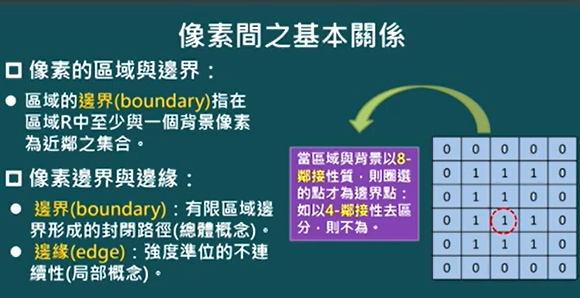 像素間之基本關係
像素的區域與邊界：
區域的邊界(boundary)指在
區域R中至少與一個背景像素
為近鄰之集合。
像素邊界與邊緣：
邊界(boundary)：有限區域邊
界形成的封閉路徑(總體概念)。
邊緣(edge)：強度準位的不連
續性(局部概念)。
當區域與背景以8-
鄰接性質，則圈選
的點才為邊界點：
如以4-鄰接性去區
分，則不為。
0 0 0 0 0
0 1 1 1 0
0 1 1 0 0
0 1 1 1 0
0 1 1 1 0
0 0 0 0 0